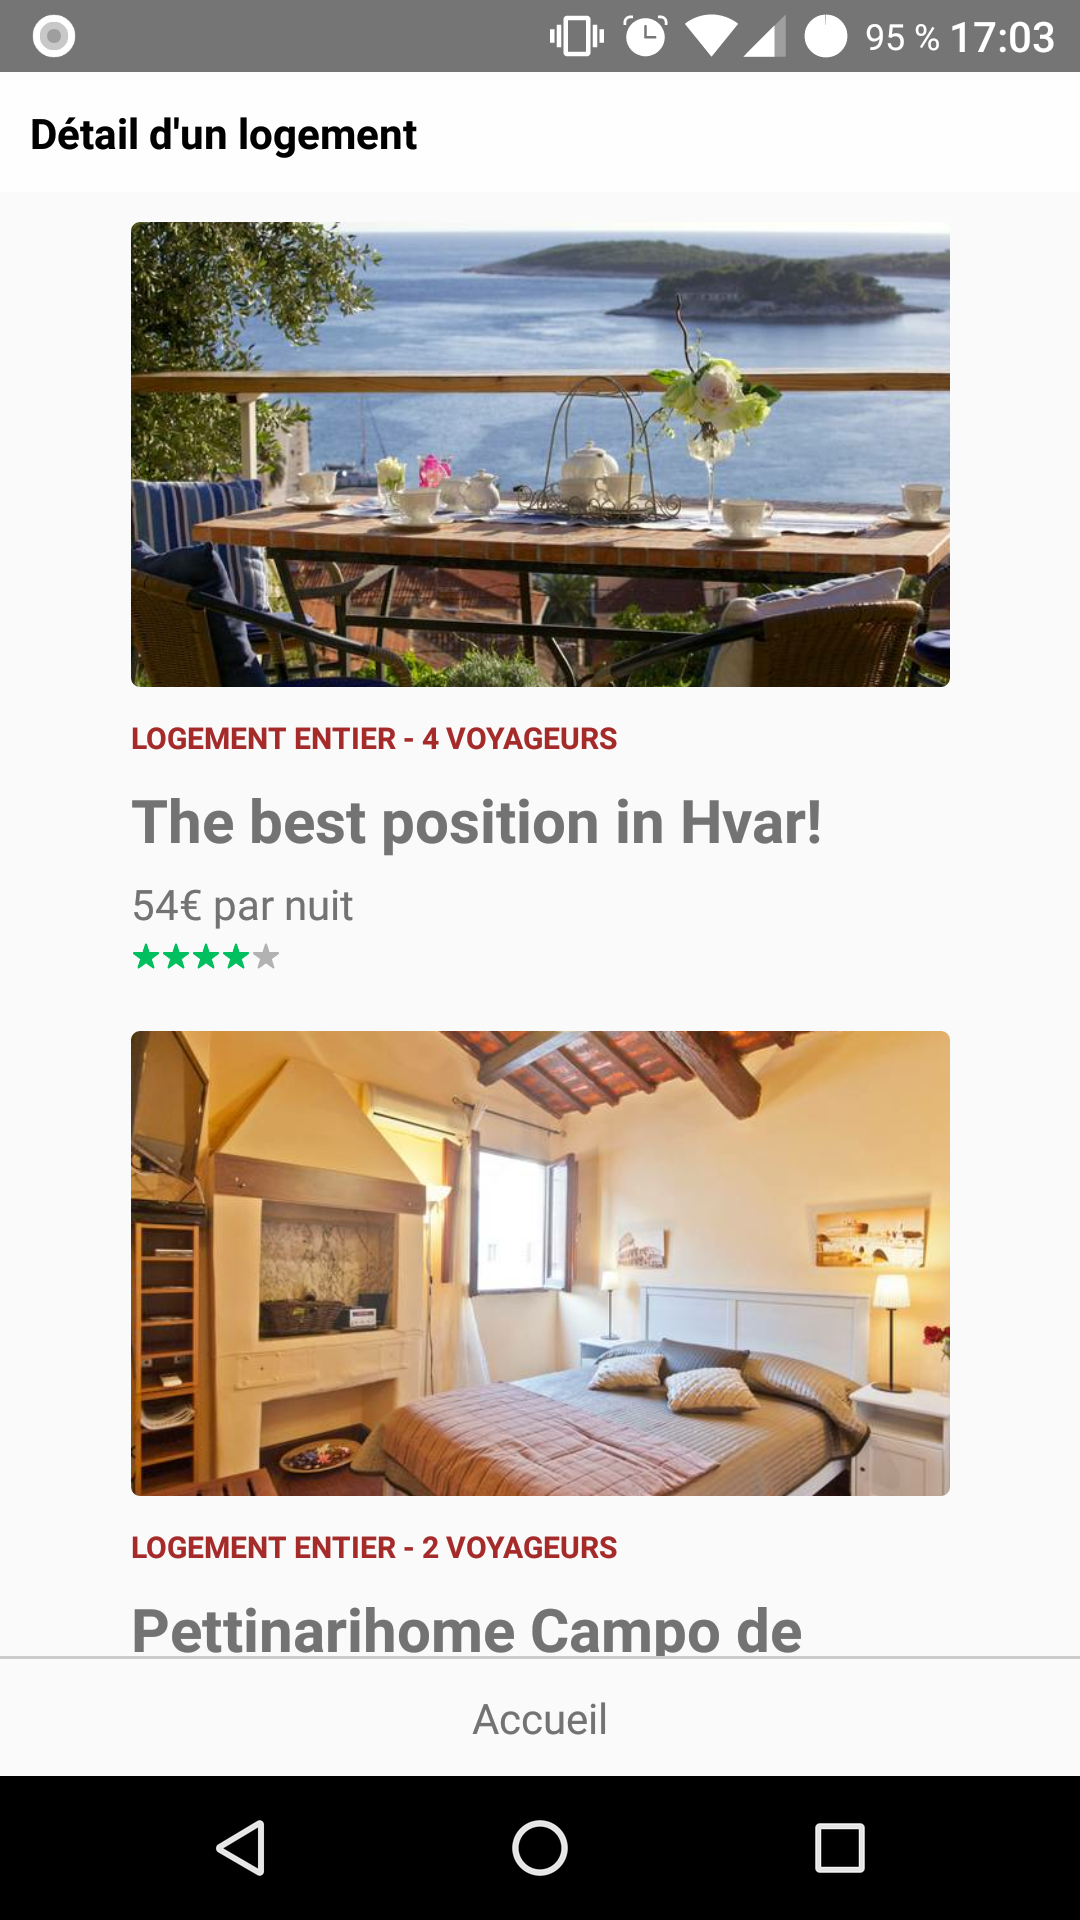 95 % 17:03
Détail d'un logement
LOGEMENT ENTIER - 4 VOYAGEURS
The best position in Hvar!
54€ par nuit
LOGEMENT ENTIER - 2 VOYAGEURS
Pettinarihome Campo de
Accueil